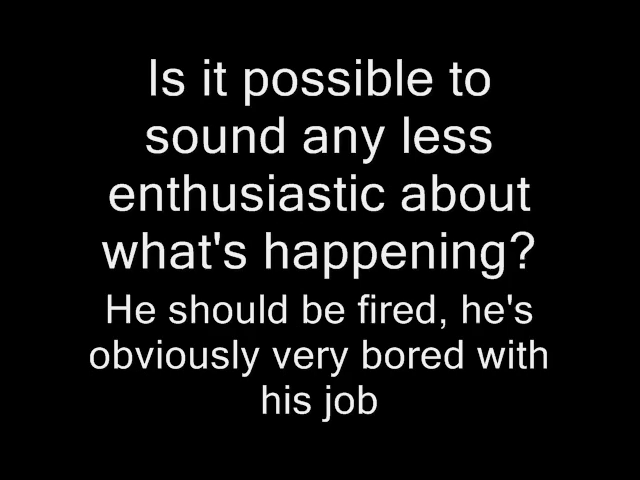 Is it possible to
sound any less
enthusiastic about
what's happening?
He should be fired, he's
obviously very bored with
his job